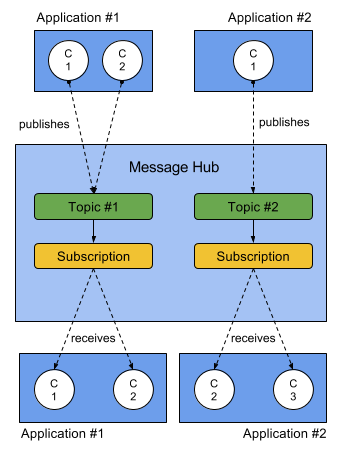 Application #1
Application #2
C
1
C
2
C
1
publishes
publishes
Message Hub
Topic #1
Topic #2
Subscription
Subscription
receives
receives
C
1
C
2
C
2
C
3
Application #1
Application #2